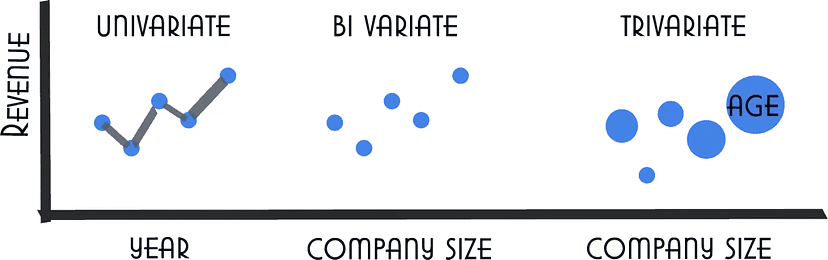 UNIVARIATE
BI VARIATE
TRIVARIATE
REVENUE
AGE
YEAR
COMPANY SIZE
COMPANY SIZE